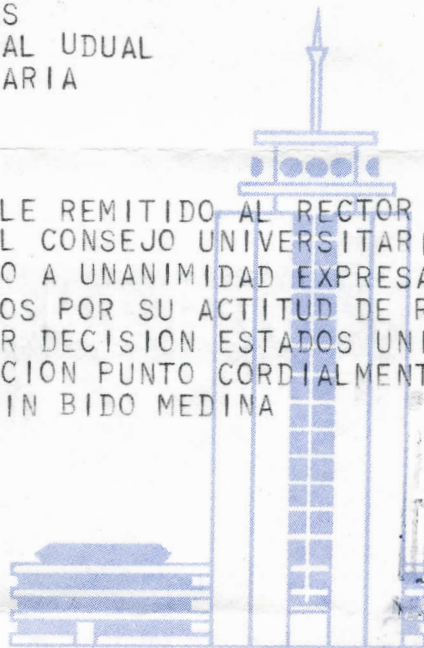 S
AL UDUAL
ARIA
LE REMITIDO AL RECTOR
L CONSEJO UNIVERSITAR
O A UNANIMIDAD EXPRESA
OS POR SU ACTITUD DE R
R DECISION ESTADOS UNI
CION PUNTO CORDIALMENT
IN BIDO MEDINA